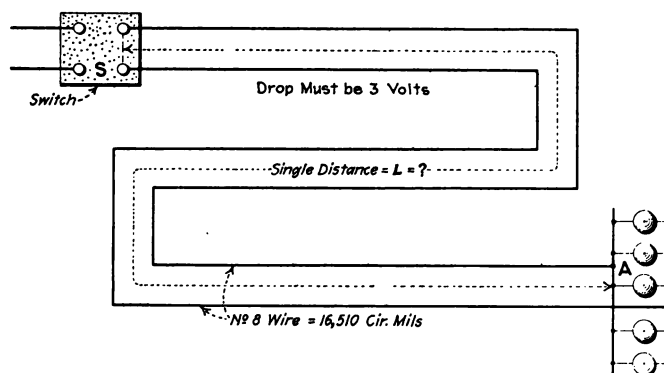 S
Switch
Drop Must be 3 Volts
Single Distance = L = ?
A
Nº 8 Wire = 16,510 Cir. Mils